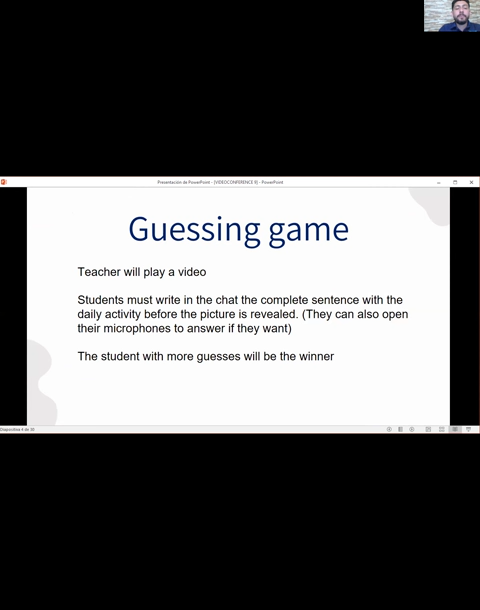 Presentación de PowerPoint - [VIDEOCONFERENCE 9] - PowerPoint
Guessing game
Teacher will play a video
Students must write in the chat the complete sentence with the
daily activity before the picture is revealed. (They can also open
their microphones to answer if they want)
The student with more guesses will be the winner
Diapositiva 4 de 30